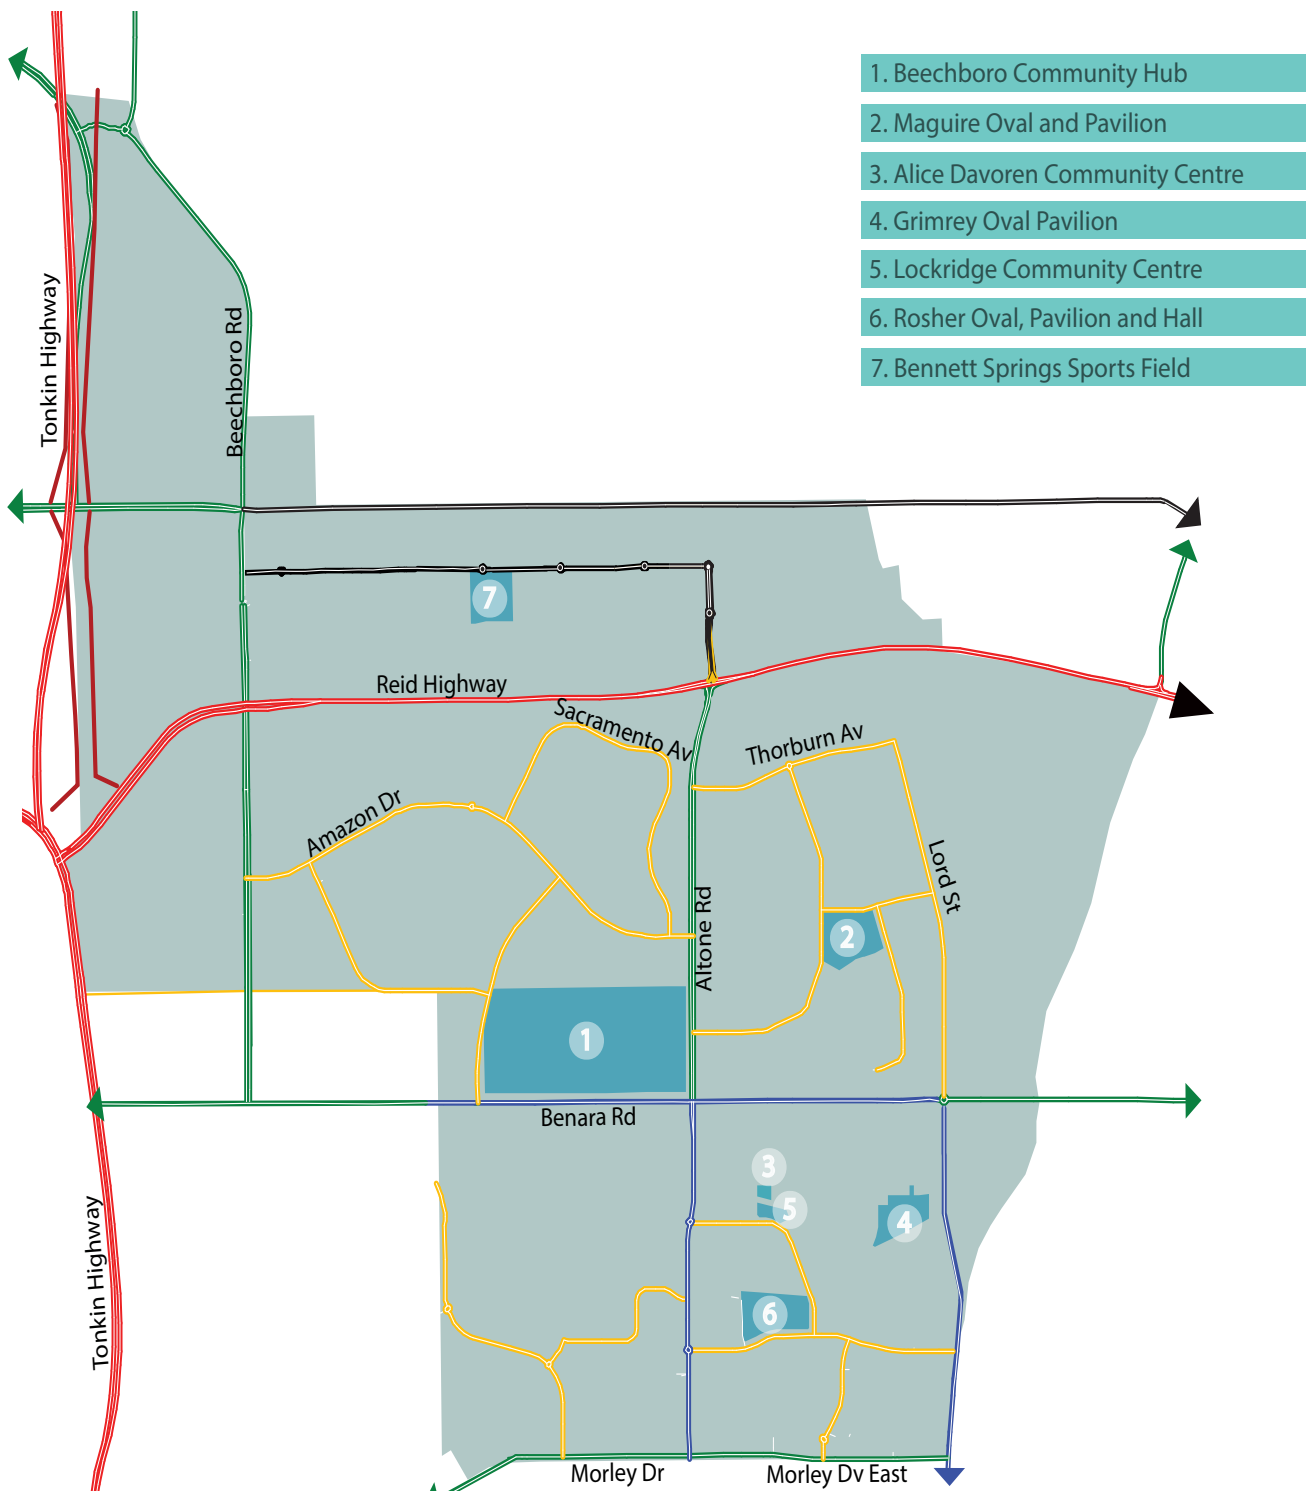 1. Beechboro Community Hub
2. Maguire Oval and Pavilion
3. Alice Davoren Community Centre
4. Grimrey Oval Pavilion
5. Lockridge Community Centre
6. Rosher Oval, Pavilion and Hall
7. Bennett Springs Sports Field
Tonkin Highway
Beechboro Rd
7
Reid Highway
Sacramento Av
Thorburn Av
Amazon Dr
Lord St
Altone Rd
2
1
Benara Rd
3
5
4
Tonkin Highway
6
Morley Dr
Morley Dv East